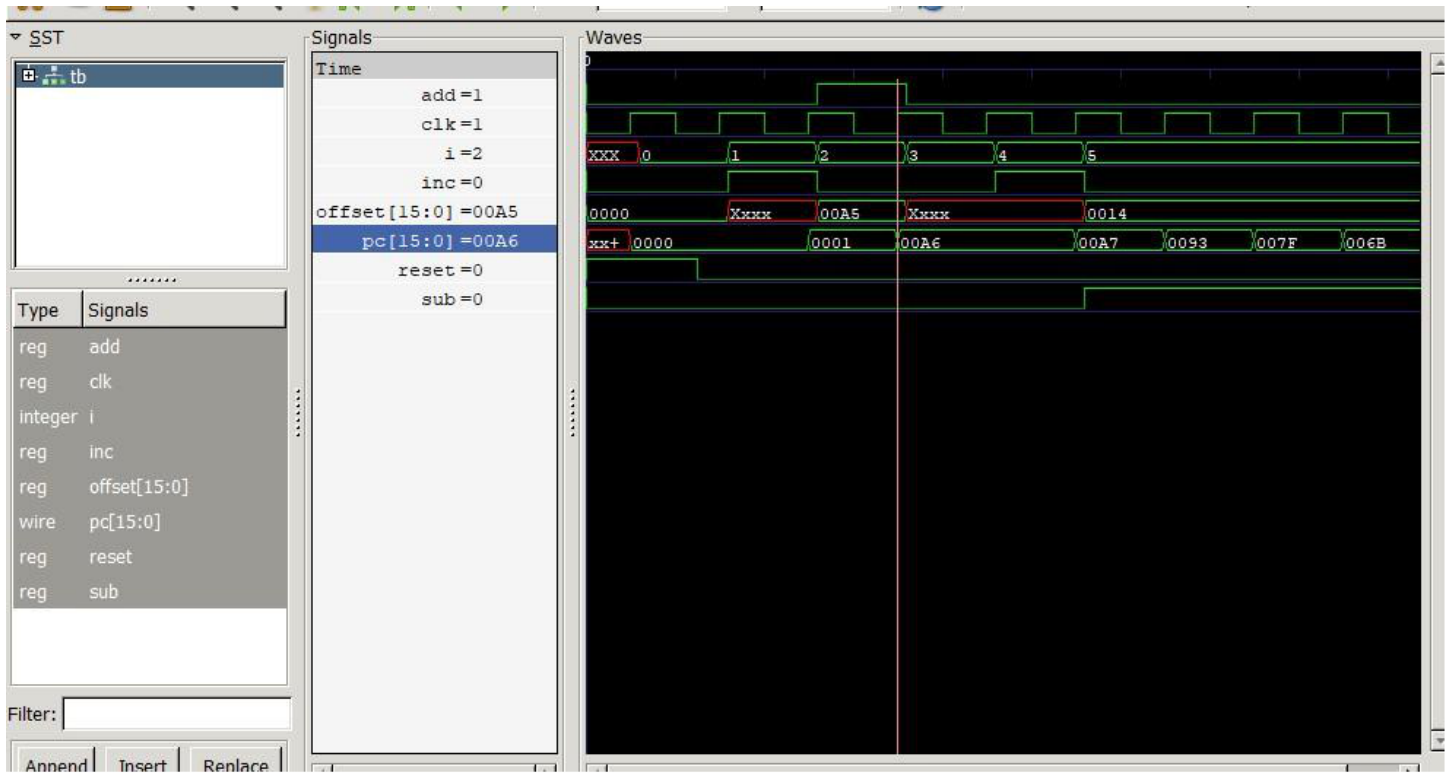 SST
tb
Type Signals
reg add
reg clk
integer i
reg inc
reg offset[15:0]
wire pc[15:0]
reg reset
reg sub
Filter:
Append Insert Replace
Signals
Time
add =1
clk =1
i =2
inc =0
offset[15:0] =00A5
pc[15:0] =00A6
reset =0
sub =0
Waves
0
XXX 0 1 2 3 4 5
0000 Xxxx 00A5 Xxxx 0014
xx+ 0000 0001 00A6 00A7 0093 007F 006B